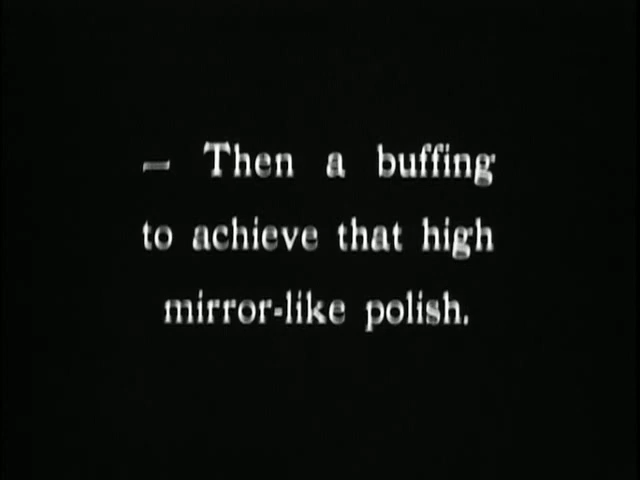 — Then a buffing
to achieve that high
mirror-like polish.